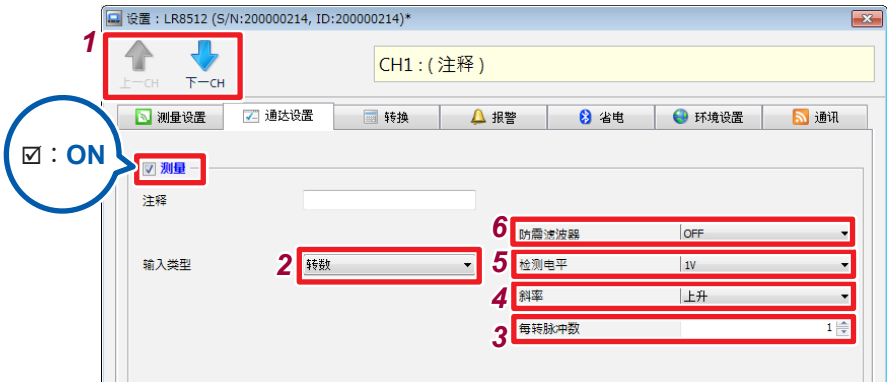 设置：LR8512 (S/N:200000214, ID:200000214)*
1
上一CH 下一CH
CH1 : ( 注释 )
测量设置 通达设置 转换 报警 省电 环境设置 通讯
☑：ON
测量
注释
6 防震滤波器 OFF
输入类型 2 转数
5 检测电平 1V
4 斜率 上升
3 每转脉冲数 1